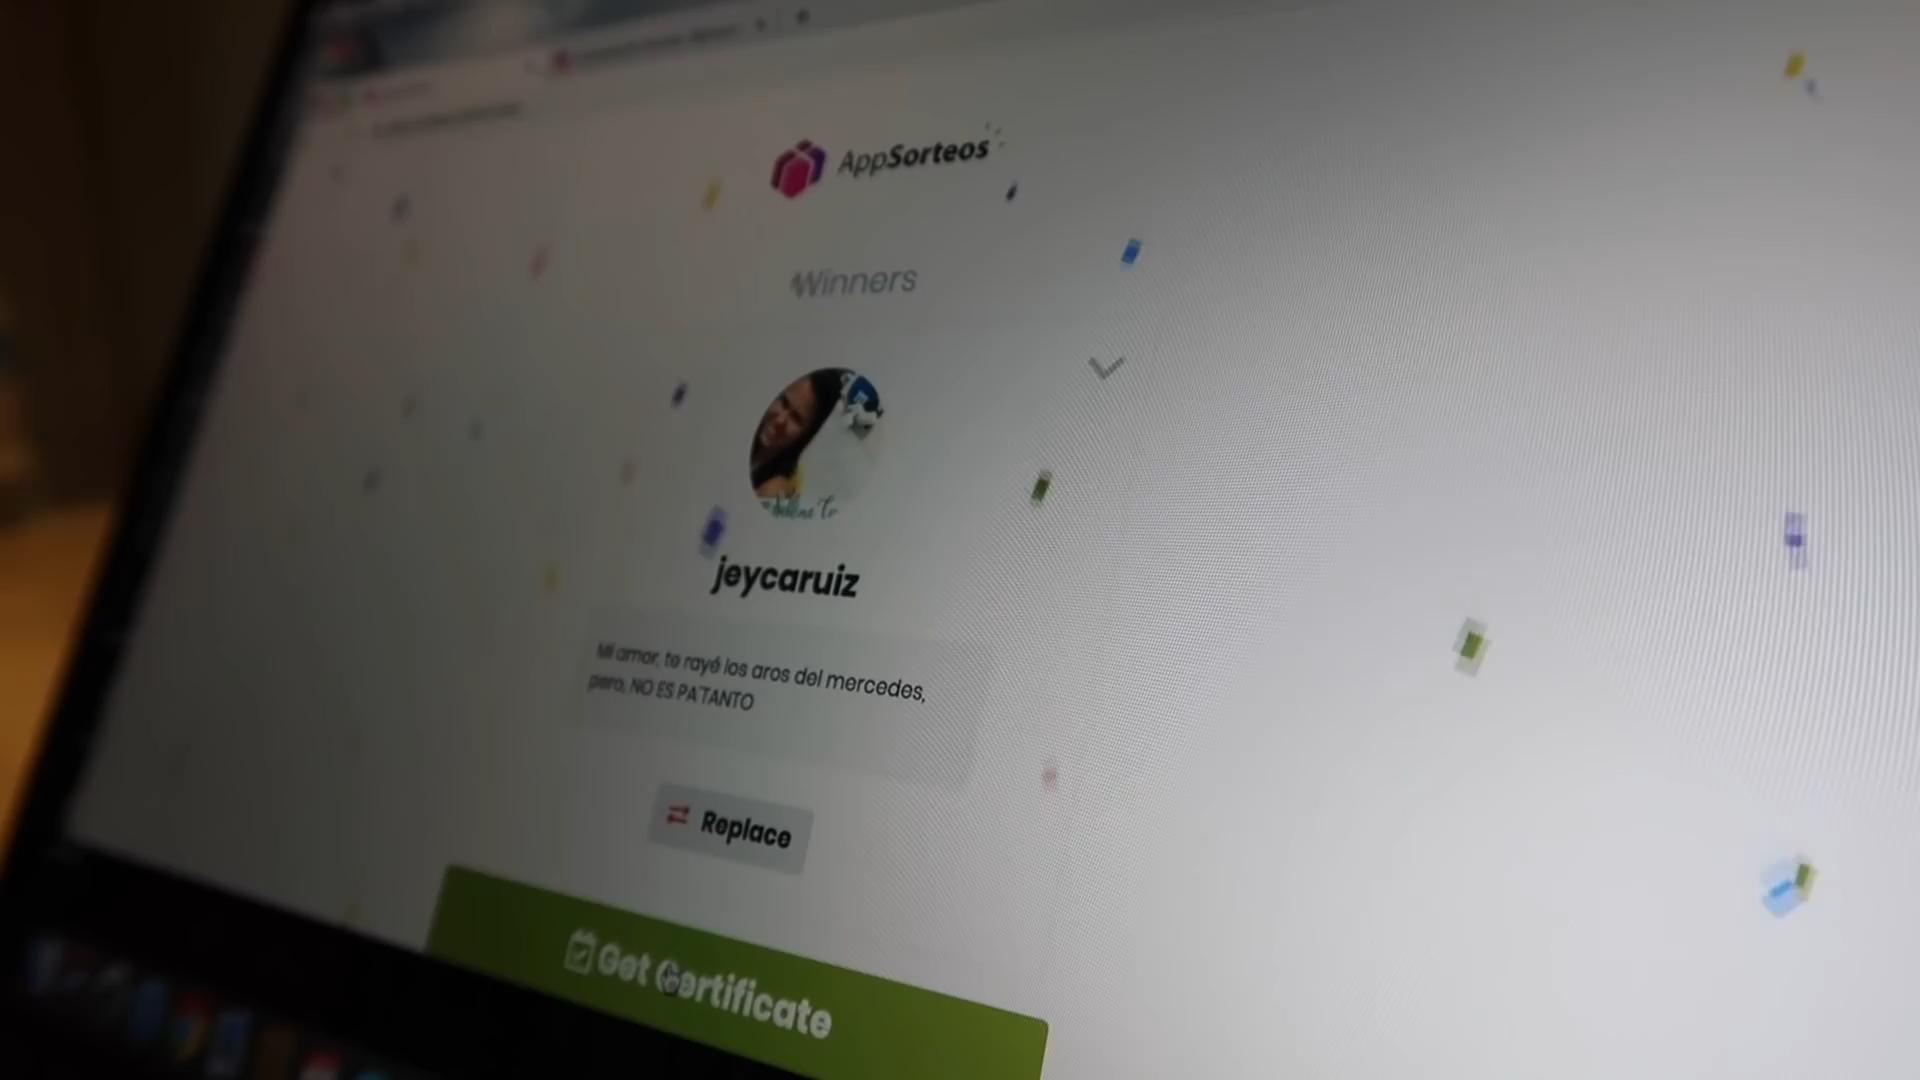 AppSorteos
Winners
jeycaruiz
Mi amor, te rayé los aros del mercedes,
pero, NO ES PA'TANTO
Replace
Get Certificate